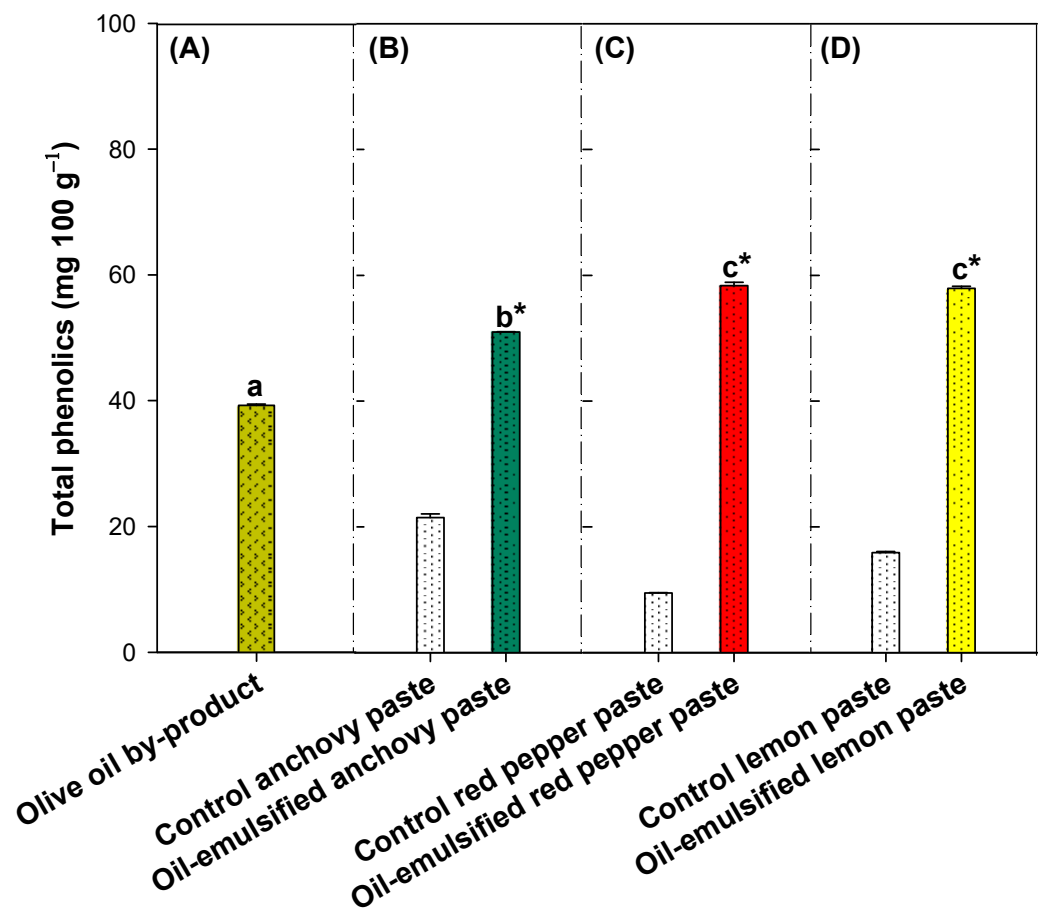 100
80
60
40
20
0
Total phenolics (mg 100 g⁻¹)
(A)
(B)
(C)
(D)
a
b*
c*
c*
Olive oil by-product
Control anchovy paste
Oil-emulsified anchovy paste
Control red pepper paste
Oil-emulsified red pepper paste
Control lemon paste
Oil-emulsified lemon paste